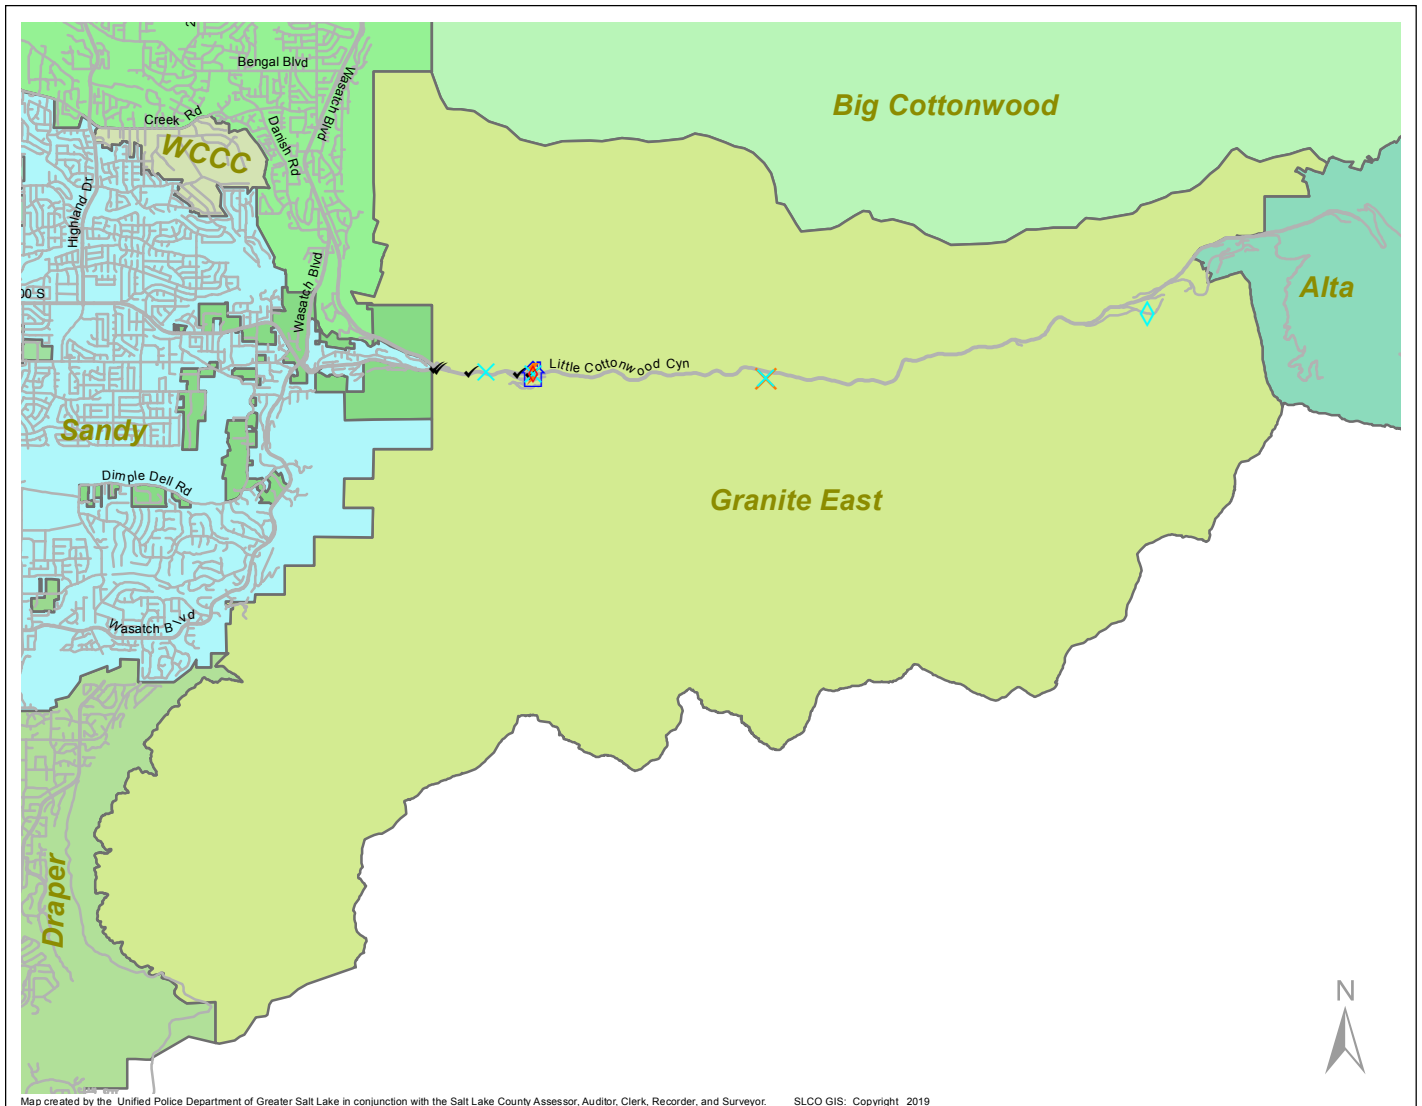 Bengal Blvd
Wasatch Blvd
Big Cottonwood
Creek Rd
Danish Rd
WCCC
Highland Dr
Wasatch Blvd
00 S
Alta
Little Cottonwood Cyn
Sandy
Dimple Dell Rd
Granite East
Wasatch Blvd
Draper
N
Map created by the Unified Police Department of Greater Salt Lake in conjunction with the Salt Lake County Assessor, Auditor, Clerk, Recorder, and Surveyor. SLCO GIS: Copyright 2019